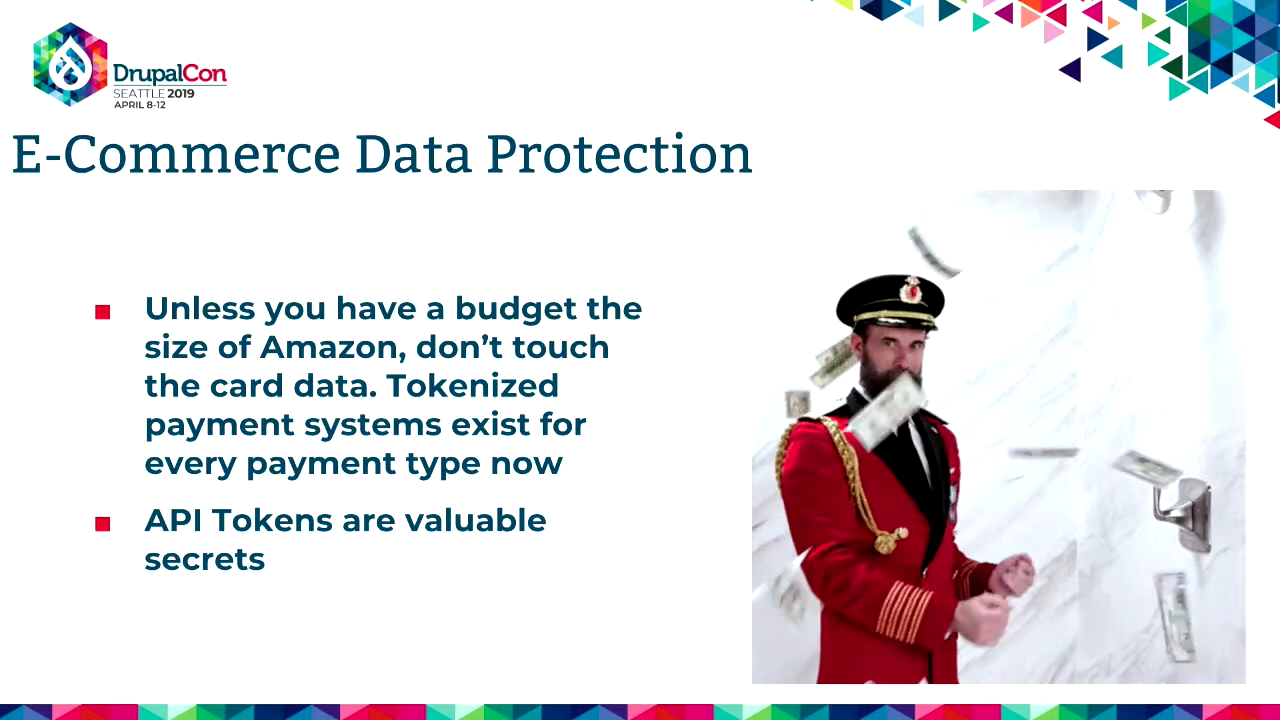 DrupalCon
SEATTLE 2019
APRIL 8-12
E-Commerce Data Protection
Unless you have a budget the
size of Amazon, don’t touch
the card data. Tokenized
payment systems exist for
every payment type now
API Tokens are valuable
secrets